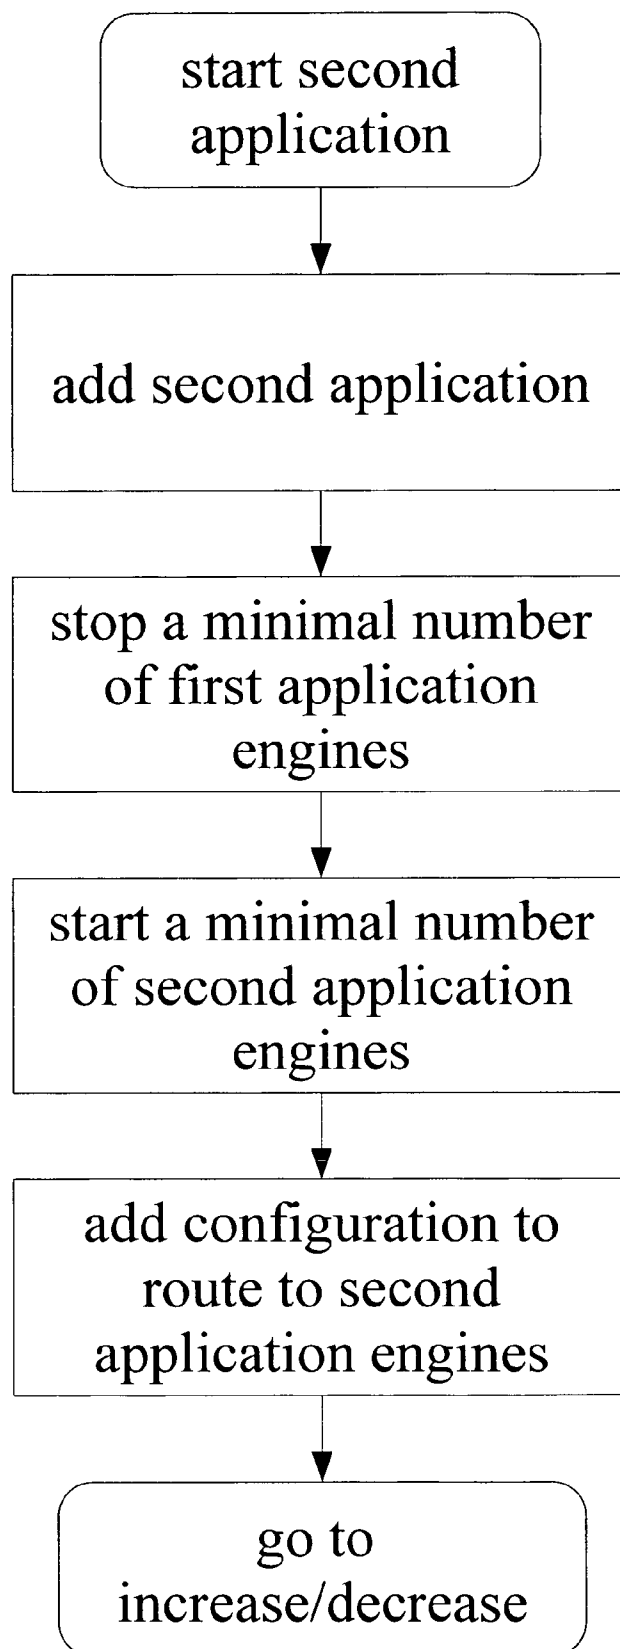 start second
application
add second application
stop a minimal number
of first application
engines
start a minimal number
of second application
engines
add configuration to
route to second
application engines
go to
increase/decrease